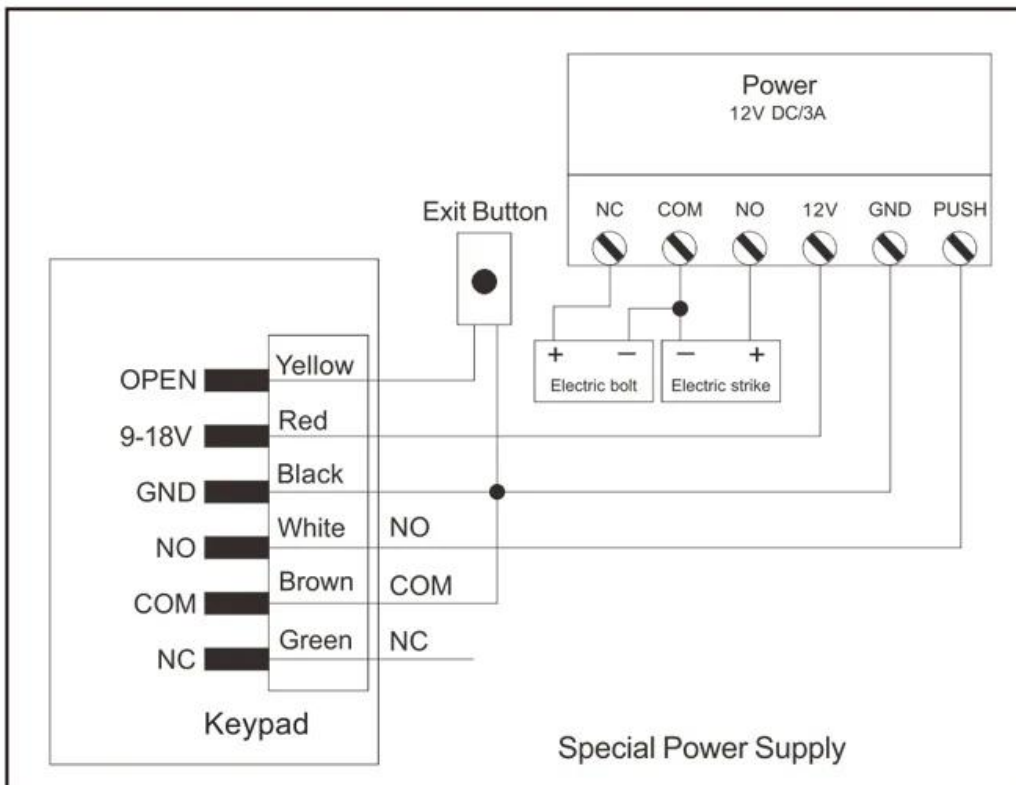 Power
12V DC/3A
NC COM NO 12V GND PUSH
Exit Button
+ − − +
Electric bolt Electric strike
OPEN Yellow
9-18V Red
GND Black
NO White NO
COM Brown COM
NC Green NC
Keypad
Special Power Supply